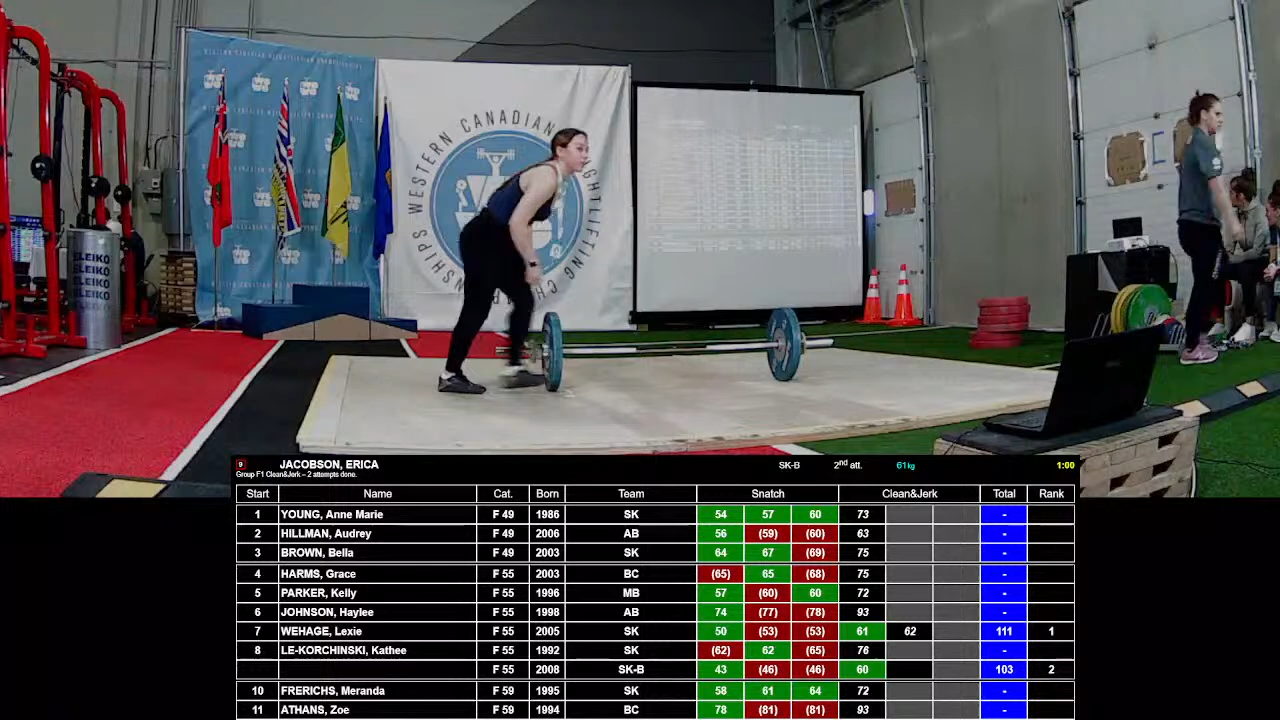 WESTERN CANADIAN WEIGHTLIFTING CHAMPIONSHIPS
ELEIKO
ELEIKO
ELEIKO
ELEIKO
9 JACOBSON, ERICA SK-B 2nd att. 61kg 1:00
Group F1 Clean&Jerk – 2 attempts done.
Start Name Cat. Born Team Snatch Clean&Jerk Total Rank
1 YOUNG, Anne Marie F 49 1986 SK 54 57 60 73 -
2 HILLMAN, Audrey F 49 2006 AB 56 (59) (60) 63 -
3 BROWN, Bella F 49 2003 SK 64 67 (69) 75 -
4 HARMS, Grace F 55 2003 BC (65) 65 (68) 75 -
5 PARKER, Kelly F 55 1996 MB 57 (60) 60 72 -
6 JOHNSON, Haylee F 55 1998 AB 74 (77) (78) 93 -
7 WEHAGE, Lexie F 55 2005 SK 50 (53) (53) 61 62 111 1
8 LE-KORCHINSKI, Kathee F 55 1992 SK (62) 62 (65) 76 -
F 55 2008 SK-B 43 (46) (46) 60 103 2
10 FRERICHS, Meranda F 59 1995 SK 58 61 64 72 -
11 ATHANS, Zoe F 59 1994 BC 78 (81) (81) 93 -